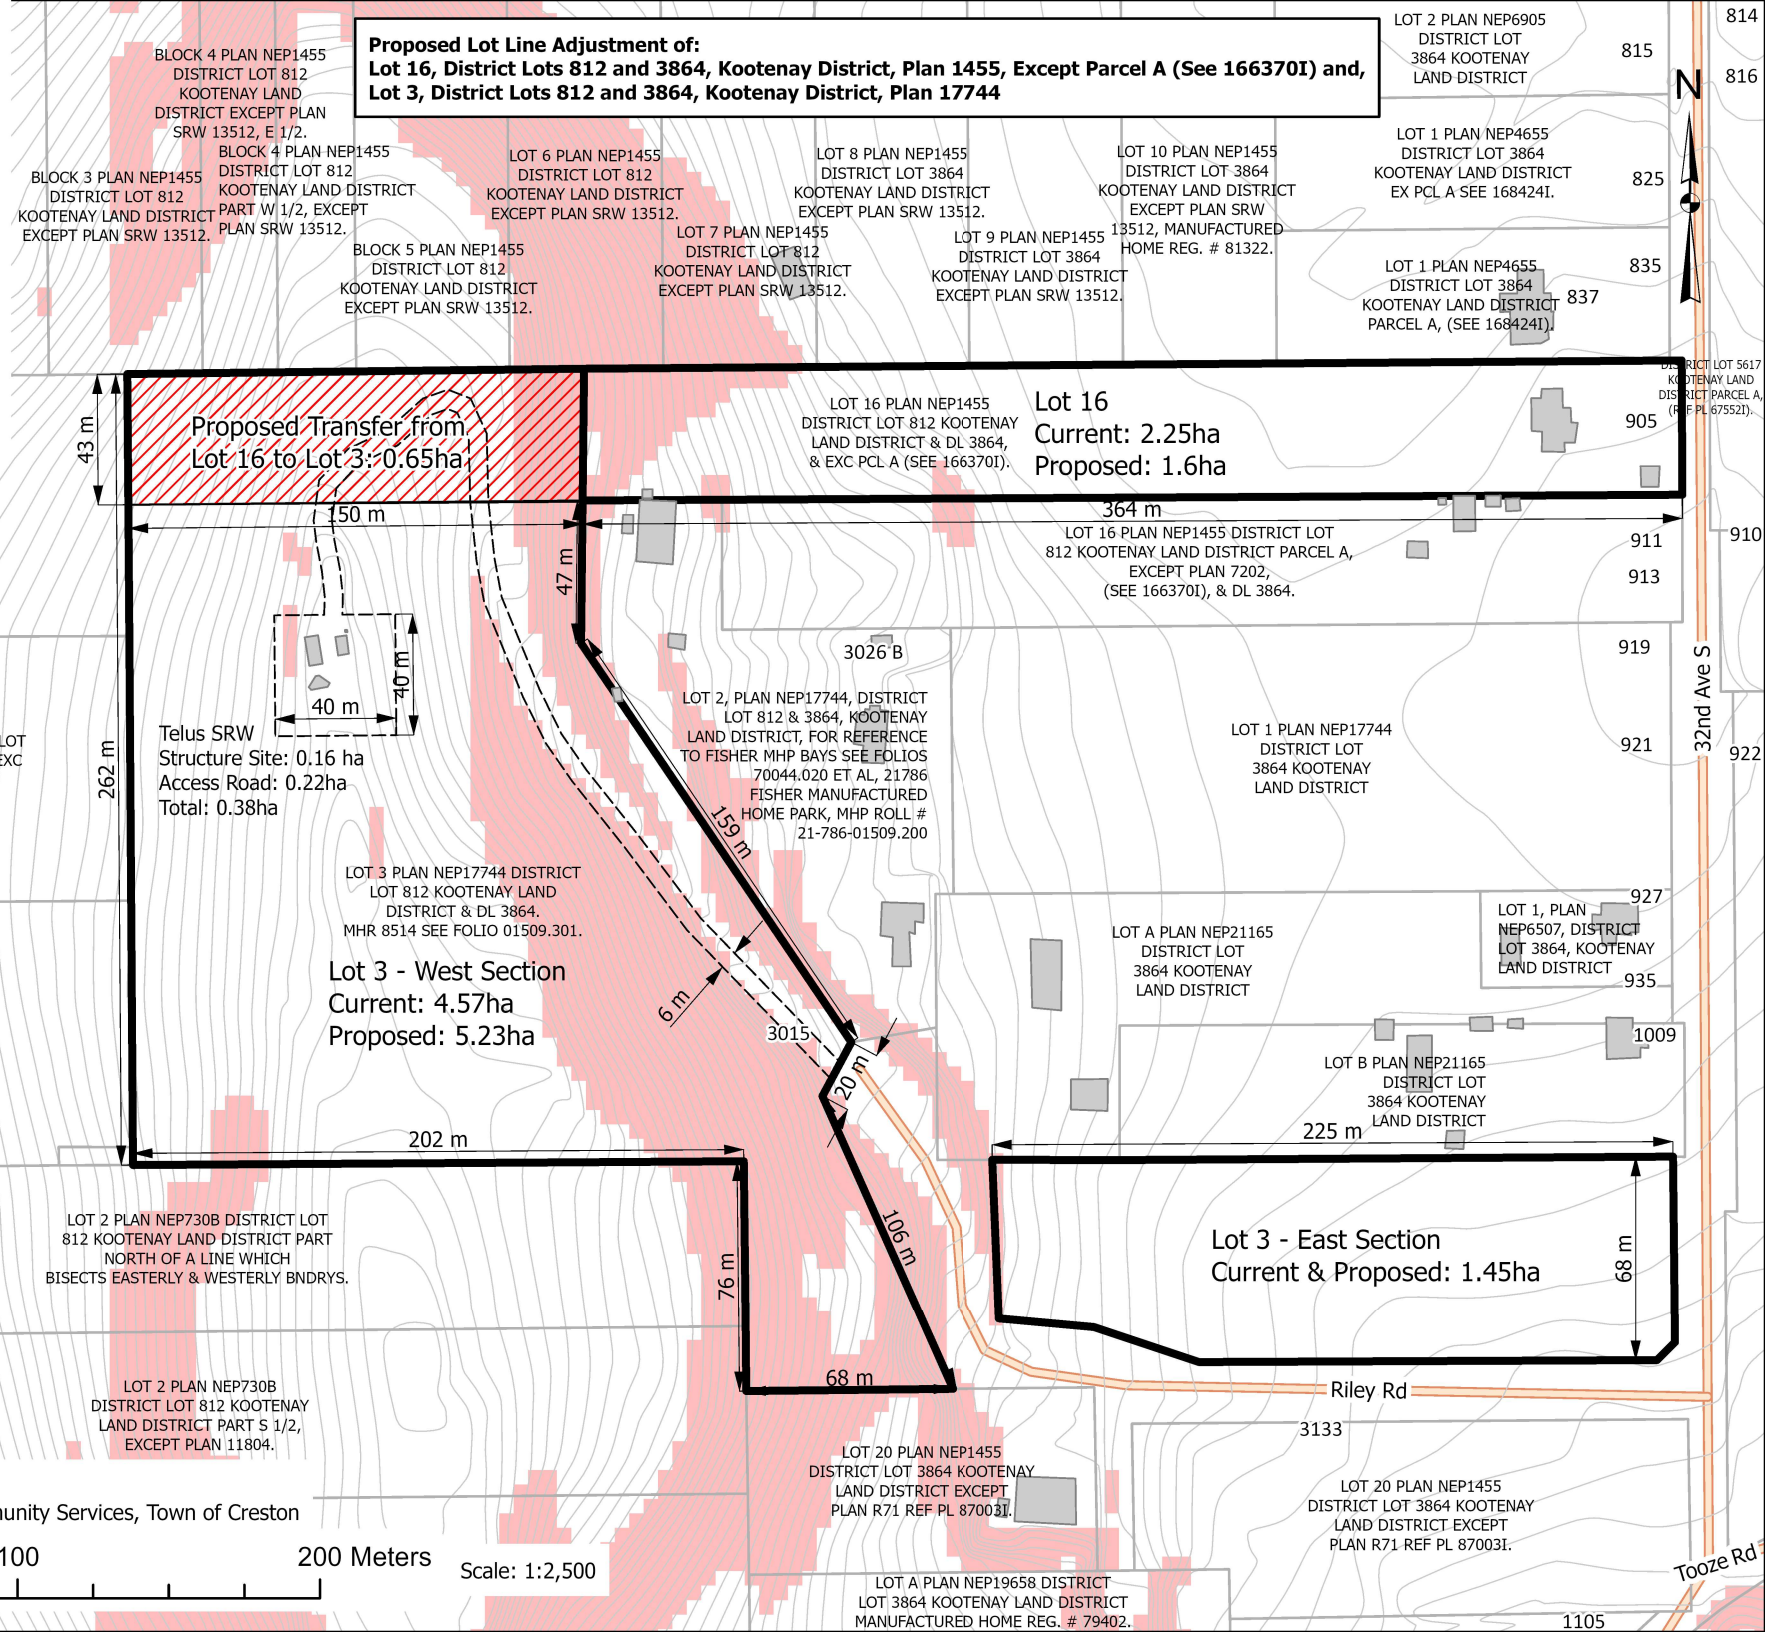 Proposed Lot Line Adjustment of:
Lot 16, District Lots 812 and 3864, Kootenay District, Plan 1455, Except Parcel A (See 166370I) and,
Lot 3, District Lots 812 and 3864, Kootenay District, Plan 17744
LOT 2 PLAN NEP6905
DISTRICT LOT
3864 KOOTENAY
LAND DISTRICT
814
815
816
N
BLOCK 4 PLAN NEP1455
DISTRICT LOT 812
KOOTENAY LAND
DISTRICT EXCEPT PLAN
SRW 13512, E 1/2.
BLOCK 3 PLAN NEP1455
DISTRICT LOT 812
KOOTENAY LAND DISTRICT
EXCEPT PLAN SRW 13512.
BLOCK 4 PLAN NEP1455
DISTRICT LOT 812
KOOTENAY LAND DISTRICT
PART W 1/2, EXCEPT
PLAN SRW 13512.
BLOCK 5 PLAN NEP1455
DISTRICT LOT 812
KOOTENAY LAND DISTRICT
EXCEPT PLAN SRW 13512.
LOT 6 PLAN NEP1455
DISTRICT LOT 812
KOOTENAY LAND DISTRICT
EXCEPT PLAN SRW 13512.
LOT 7 PLAN NEP1455
DISTRICT LOT 812
KOOTENAY LAND DISTRICT
EXCEPT PLAN SRW 13512.
LOT 8 PLAN NEP1455
DISTRICT LOT 3864
KOOTENAY LAND DISTRICT
EXCEPT PLAN SRW 13512.
LOT 9 PLAN NEP1455
DISTRICT LOT 3864
KOOTENAY LAND DISTRICT
EXCEPT PLAN SRW 13512.
LOT 10 PLAN NEP1455
DISTRICT LOT 3864
KOOTENAY LAND DISTRICT
EXCEPT PLAN SRW
13512, MANUFACTURED
HOME REG. # 81322.
LOT 1 PLAN NEP4655
DISTRICT LOT 3864
KOOTENAY LAND DISTRICT
EX PCL A SEE 168424I.
825
LOT 1 PLAN NEP4655
DISTRICT LOT 3864
KOOTENAY LAND DISTRICT
PARCEL A, (SEE 168424I).
835
837
DISTRICT LOT 5617
KOOTENAY LAND
DISTRICT PARCEL A,
(REF PL 67552I).
43 m
Proposed Transfer from
Lot 16 to Lot 3: 0.65ha
LOT 16 PLAN NEP1455
DISTRICT LOT 812 KOOTENAY
LAND DISTRICT & DL 3864,
& EXC PCL A (SEE 166370I).
Lot 16
Current: 2.25ha
Proposed: 1.6ha
905
150 m
364 m
LOT 16 PLAN NEP1455 DISTRICT LOT
812 KOOTENAY LAND DISTRICT PARCEL A,
EXCEPT PLAN 7202,
(SEE 166370I), & DL 3864.
911
910
913
47 m
919
3026 B
40 m
40 m
Telus SRW
Structure Site: 0.16 ha
Access Road: 0.22ha
Total: 0.38ha
262 m
LOT
EXC
LOT 2, PLAN NEP17744, DISTRICT
LOT 812 & 3864, KOOTENAY
LAND DISTRICT, FOR REFERENCE
TO FISHER MHP BAYS SEE FOLIOS
70044.020 ET AL, 21786
FISHER MANUFACTURED
HOME PARK, MHP ROLL #
21-786-01509.200
LOT 1 PLAN NEP17744
DISTRICT LOT
3864 KOOTENAY
LAND DISTRICT
921
32nd Ave S
922
159 m
LOT 3 PLAN NEP17744 DISTRICT
LOT 812 KOOTENAY LAND
DISTRICT & DL 3864.
MHR 8514 SEE FOLIO 01509.301.
Lot 3 - West Section
Current: 4.57ha
Proposed: 5.23ha
6 m
3015
20 m
LOT A PLAN NEP21165
DISTRICT LOT
3864 KOOTENAY
LAND DISTRICT
LOT 1, PLAN
NEP6507, DISTRICT
LOT 3864, KOOTENAY
LAND DISTRICT
927
935
1009
LOT B PLAN NEP21165
DISTRICT LOT
3864 KOOTENAY
LAND DISTRICT
202 m
225 m
76 m
106 m
68 m
Lot 3 - East Section
Current & Proposed: 1.45ha
68 m
LOT 2 PLAN NEP730B DISTRICT LOT
812 KOOTENAY LAND DISTRICT PART
NORTH OF A LINE WHICH
BISECTS EASTERLY & WESTERLY BNDRYS.
LOT 2 PLAN NEP730B
DISTRICT LOT 812 KOOTENAY
LAND DISTRICT PART S 1/2,
EXCEPT PLAN 11804.
Riley Rd
3133
LOT 20 PLAN NEP1455
DISTRICT LOT 3864 KOOTENAY
LAND DISTRICT EXCEPT
PLAN R71 REF PL 87003I.
LOT 20 PLAN NEP1455
DISTRICT LOT 3864 KOOTENAY
LAND DISTRICT EXCEPT
PLAN R71 REF PL 87003I.
Tooze Rd
unity Services, Town of Creston
100
200 Meters
Scale: 1:2,500
LOT A PLAN NEP19658 DISTRICT
LOT 3864 KOOTENAY LAND DISTRICT
MANUFACTURED HOME REG. # 79402.
1105